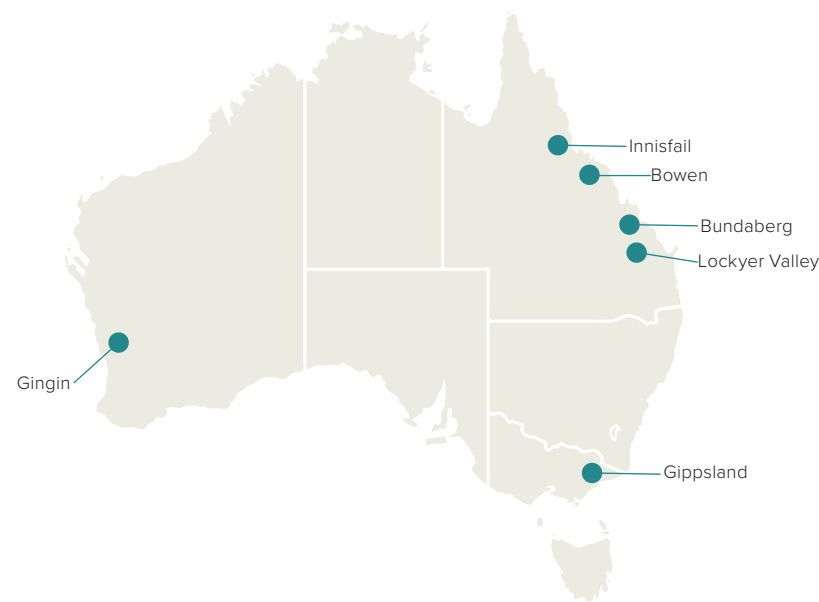 Innisfail
Bowen
Bundaberg
Lockyer Valley
Gingin
Gippsland